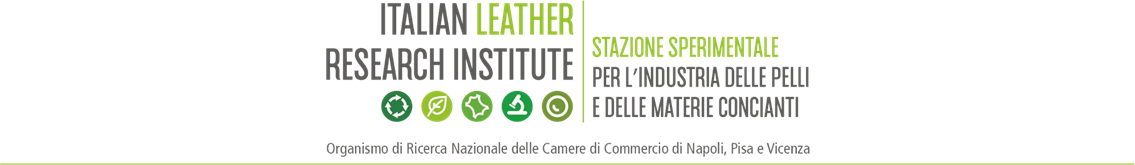 ITALIAN LEATHER
RESEARCH INSTITUTE
STAZIONE SPERIMENTALE
PER L'INDUSTRIA DELLE PELLI
E DELLE MATERIE CONCIANTI
Organismo di Ricerca Nazionale delle Camere di Commercio di Napoli, Pisa e Vicenza